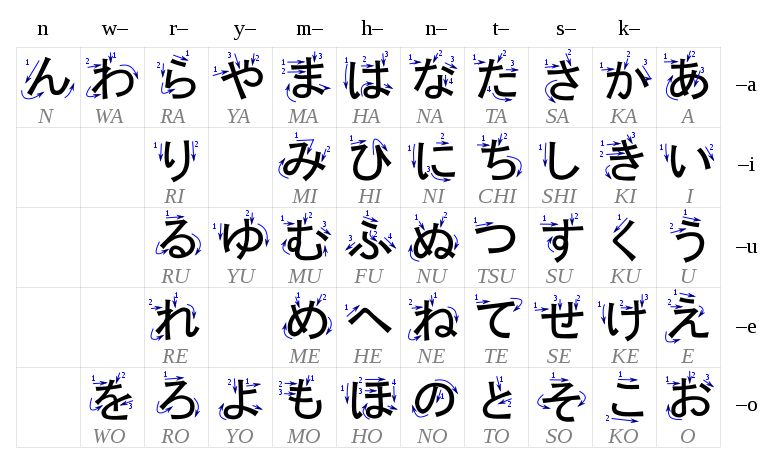 n w– r– y– m– h– n– t– s– k–
ん わ ら や ま は な た さ か あ –a
N WA RA YA MA HA NA TA SA KA A
り み ひ に ち し き い –i
RI MI HI NI CHI SHI KI I
る ゆ む ふ ぬ つ す く う –u
RU YU MU FU NU TSU SU KU U
れ め へ ね て せ け え –e
RE ME HE NE TE SE KE E
を ろ よ も ほ の と そ こ お –o
WO RO YO MO HO NO TO SO KO O